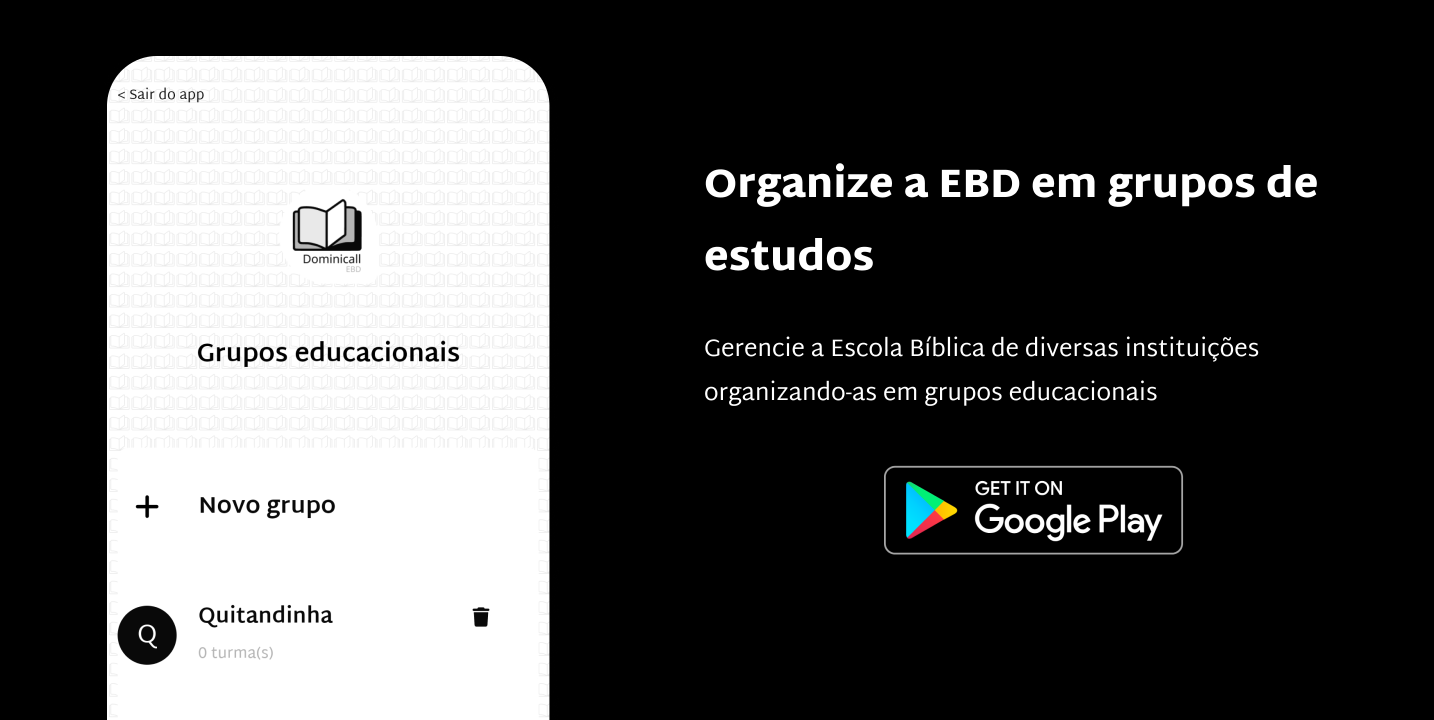 < Sair do app
Dominicall
EBD
Grupos educacionais
Novo grupo
Q
Quitandinha
0 turma(s)
Organize a EBD em grupos de
estudos
Gerencie a Escola Bíblica de diversas instituições
organizando-as em grupos educacionais
GET IT ON
Google Play